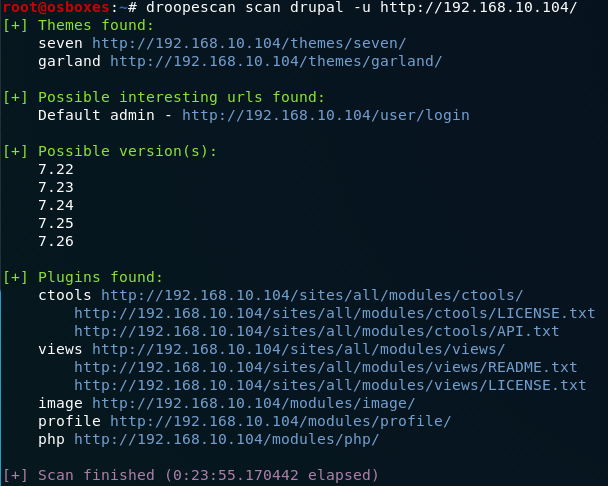 root@osboxes:~# droopescan scan drupal -u http://192.168.10.104/
[+] Themes found:
seven http://192.168.10.104/themes/seven/
garland http://192.168.10.104/themes/garland/
[+] Possible interesting urls found:
Default admin - http://192.168.10.104/user/login
[+] Possible version(s):
7.22
7.23
7.24
7.25
7.26
[+] Plugins found:
ctools http://192.168.10.104/sites/all/modules/ctools/
http://192.168.10.104/sites/all/modules/ctools/LICENSE.txt
http://192.168.10.104/sites/all/modules/ctools/API.txt
views http://192.168.10.104/sites/all/modules/views/
http://192.168.10.104/sites/all/modules/views/README.txt
http://192.168.10.104/sites/all/modules/views/LICENSE.txt
image http://192.168.10.104/modules/image/
profile http://192.168.10.104/modules/profile/
php http://192.168.10.104/modules/php/
[+] Scan finished (0:23:55.170442 elapsed)